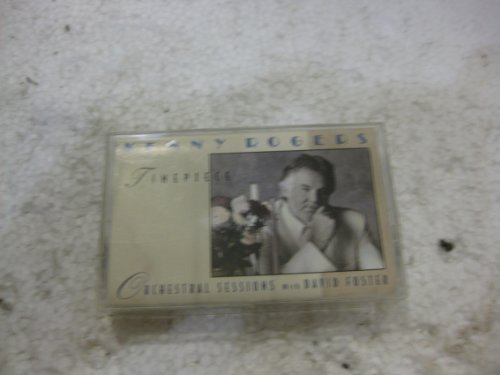 KENNY ROGERS
TIMEPIECE
ORCHESTRAL SESSIONS WITH DAVID FOSTER